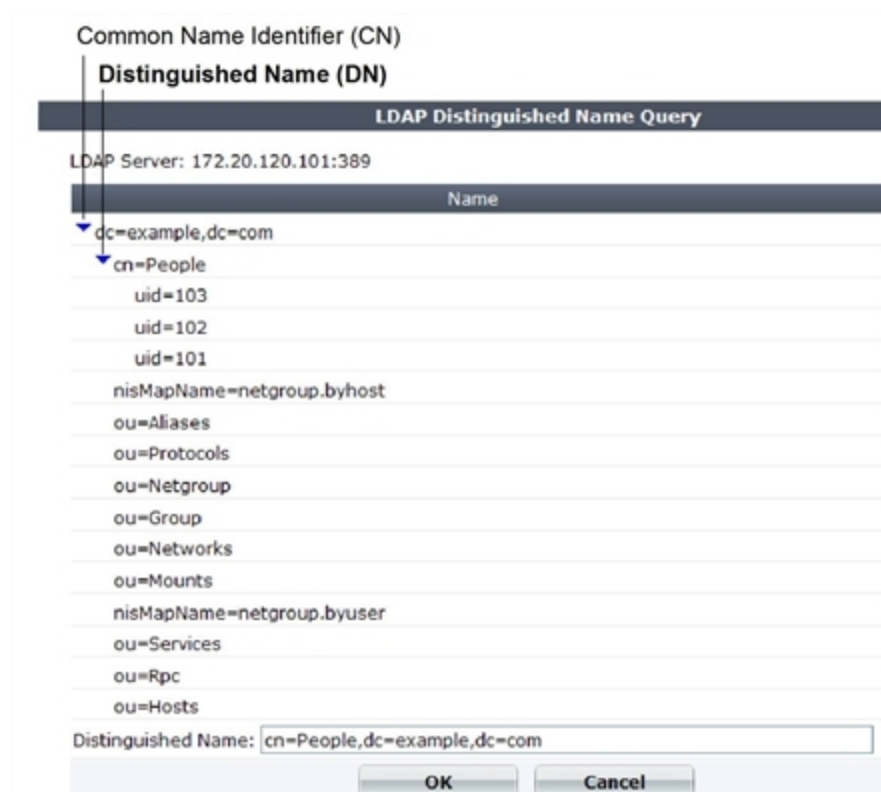 Common Name Identifier (CN)
Distinguished Name (DN)
LDAP Distinguished Name Query
LDAP Server: 172.20.120.101:389
Name
dc=example,dc=com
cn=People
uid=103
uid=102
uid=101
nisMapName=netgroup.byhost
ou=Aliases
ou=Protocols
ou=Netgroup
ou=Group
ou=Networks
ou=Mounts
nisMapName=netgroup.byuser
ou=Services
ou=Rpc
ou=Hosts
Distinguished Name: cn=People,dc=example,dc=com
OK Cancel